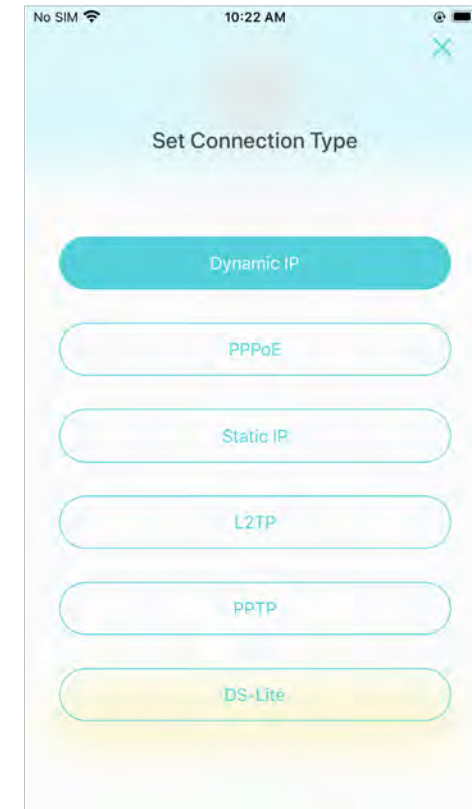 No SIM 10:22 AM
Set Connection Type
Dynamic IP
PPPoE
Static IP
L2TP
PPTP
DS-Lite